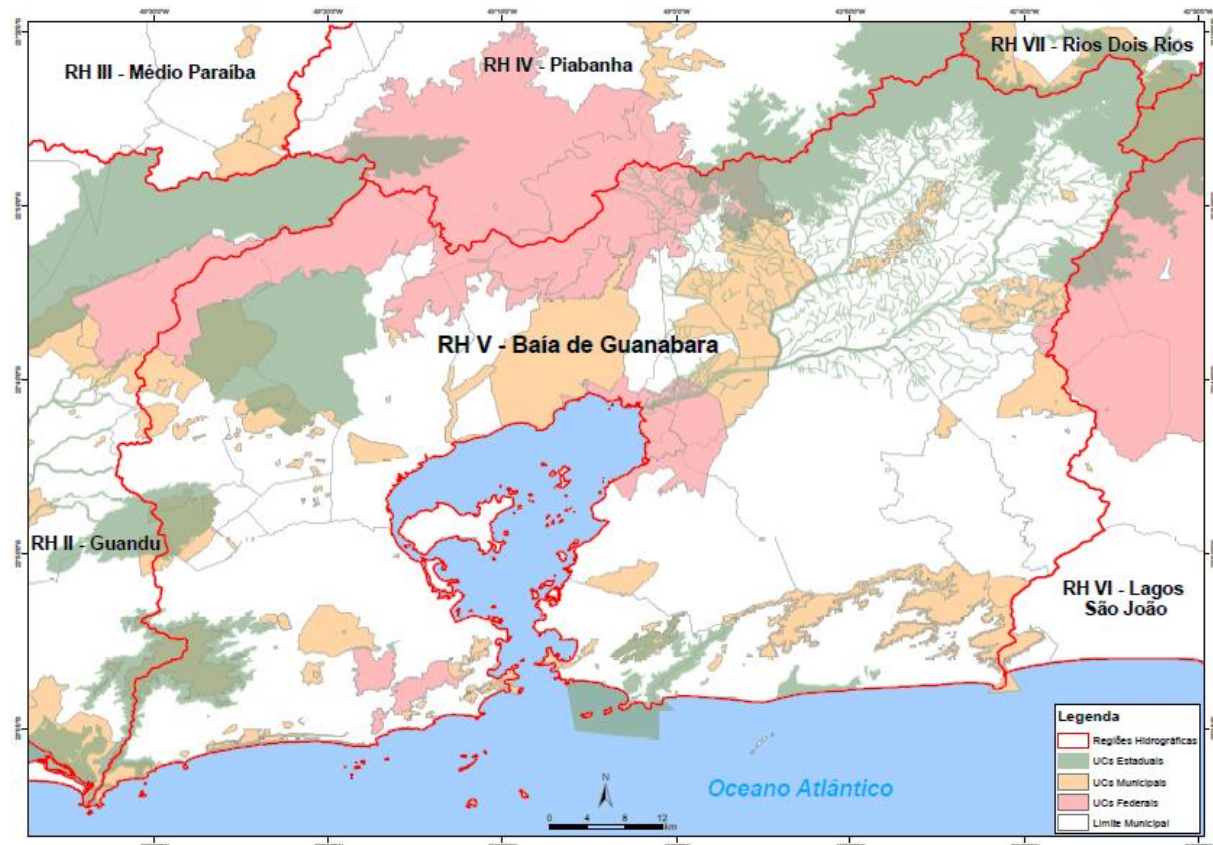 RH III - Médio Paraíba
RH IV - Piabanha
RH VII - Rios Dois Rios
RH V - Baía de Guanabara
RH II - Guandu
RH VI - Lagos
São João
Oceano Atlântico
N
0 4 8 12
km
Legenda
Regiões Hidrográficas
UCs Estaduais
UCs Municipais
UCs Federais
Limite Municipal